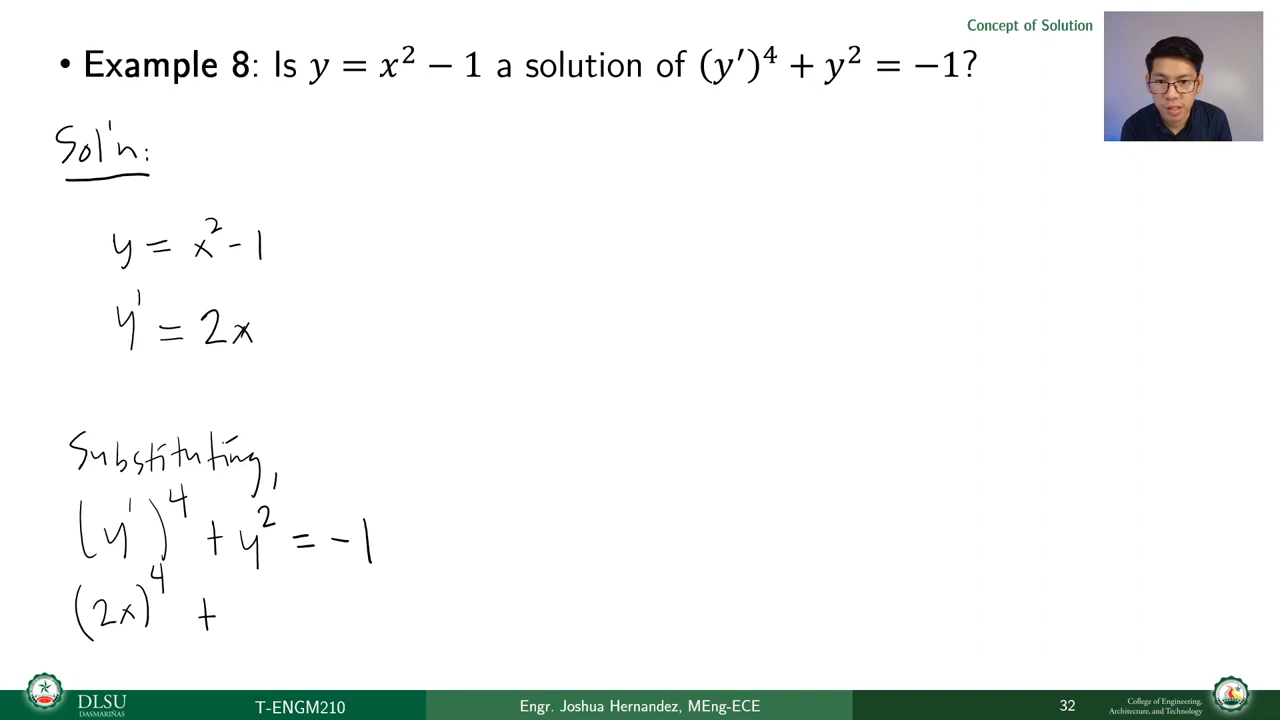 Concept of Solution
• Example 8: Is y = x² − 1 a solution of (y′)⁴ + y² = −1?
Sol'n:
y = x² - 1
y' = 2x
Substituting,
(y')⁴ + y² = -1
(2x)⁴ +
DLSU
DASMARIÑAS
T-ENGM210
Engr. Joshua Hernandez, MEng-ECE
32
College of Engineering,
Architecture, and Technology